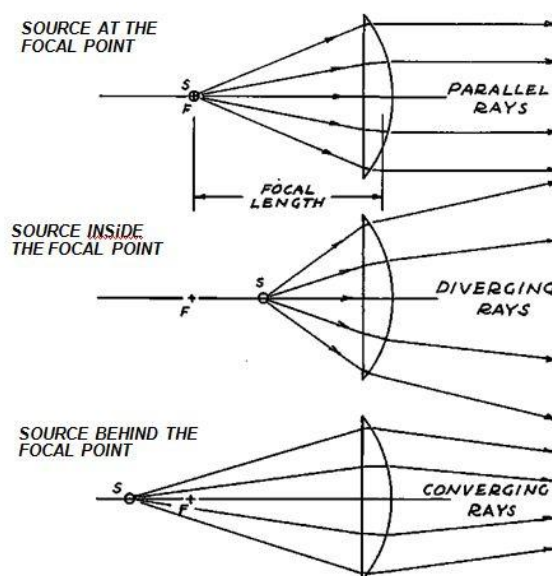 SOURCE AT THE
FOCAL POINT
S
F
PARALLEL
RAYS
FOCAL
LENGTH
SOURCE INSiDE
THE FOCAL POINT
S
F
DIVERGING
RAYS
SOURCE BEHIND THE
FOCAL POINT
S
F
CONVERGING
RAYS